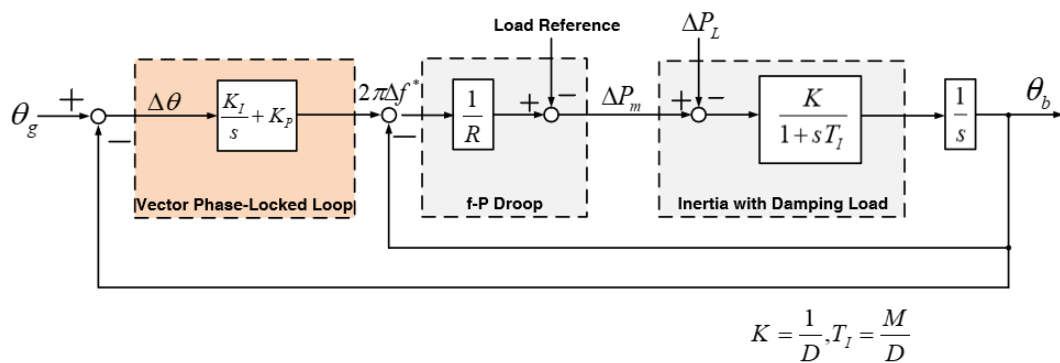 Load Reference
ΔP_L
θ_g
+
−
Δθ
K_I/s + K_P
2πΔf*
−
1/R
+
−
ΔP_m
+
−
K/(1+sT_I)
1/s
θ_b
Vector Phase-Locked Loop
f-P Droop
Inertia with Damping Load
K = 1/D, T_I = M/D